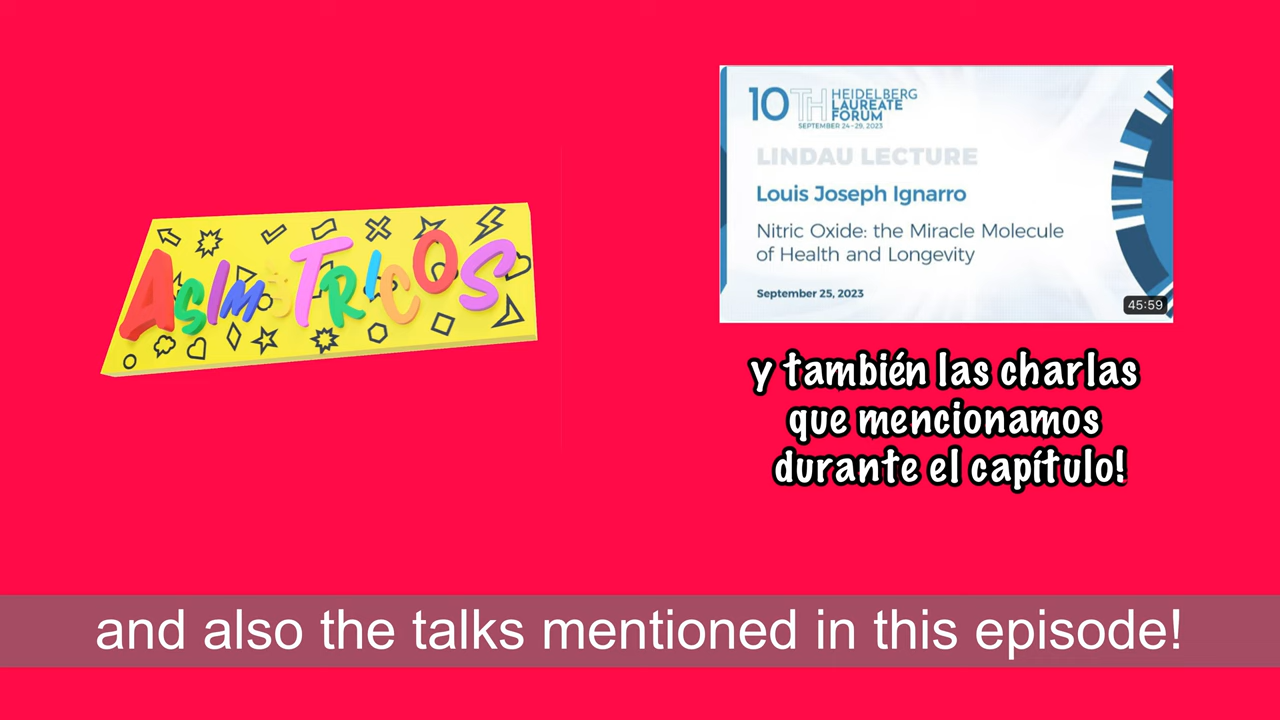 ASIMéTRICOS
10TH HEIDELBERG
LAUREATE
FORUM
SEPTEMBER 24-29, 2023
LINDAU LECTURE
Louis Joseph Ignarro
Nitric Oxide: the Miracle Molecule
of Health and Longevity
September 25, 2023
45:59
y también las charlas
que mencionamos
durante el capítulo!
and also the talks mentioned in this episode!